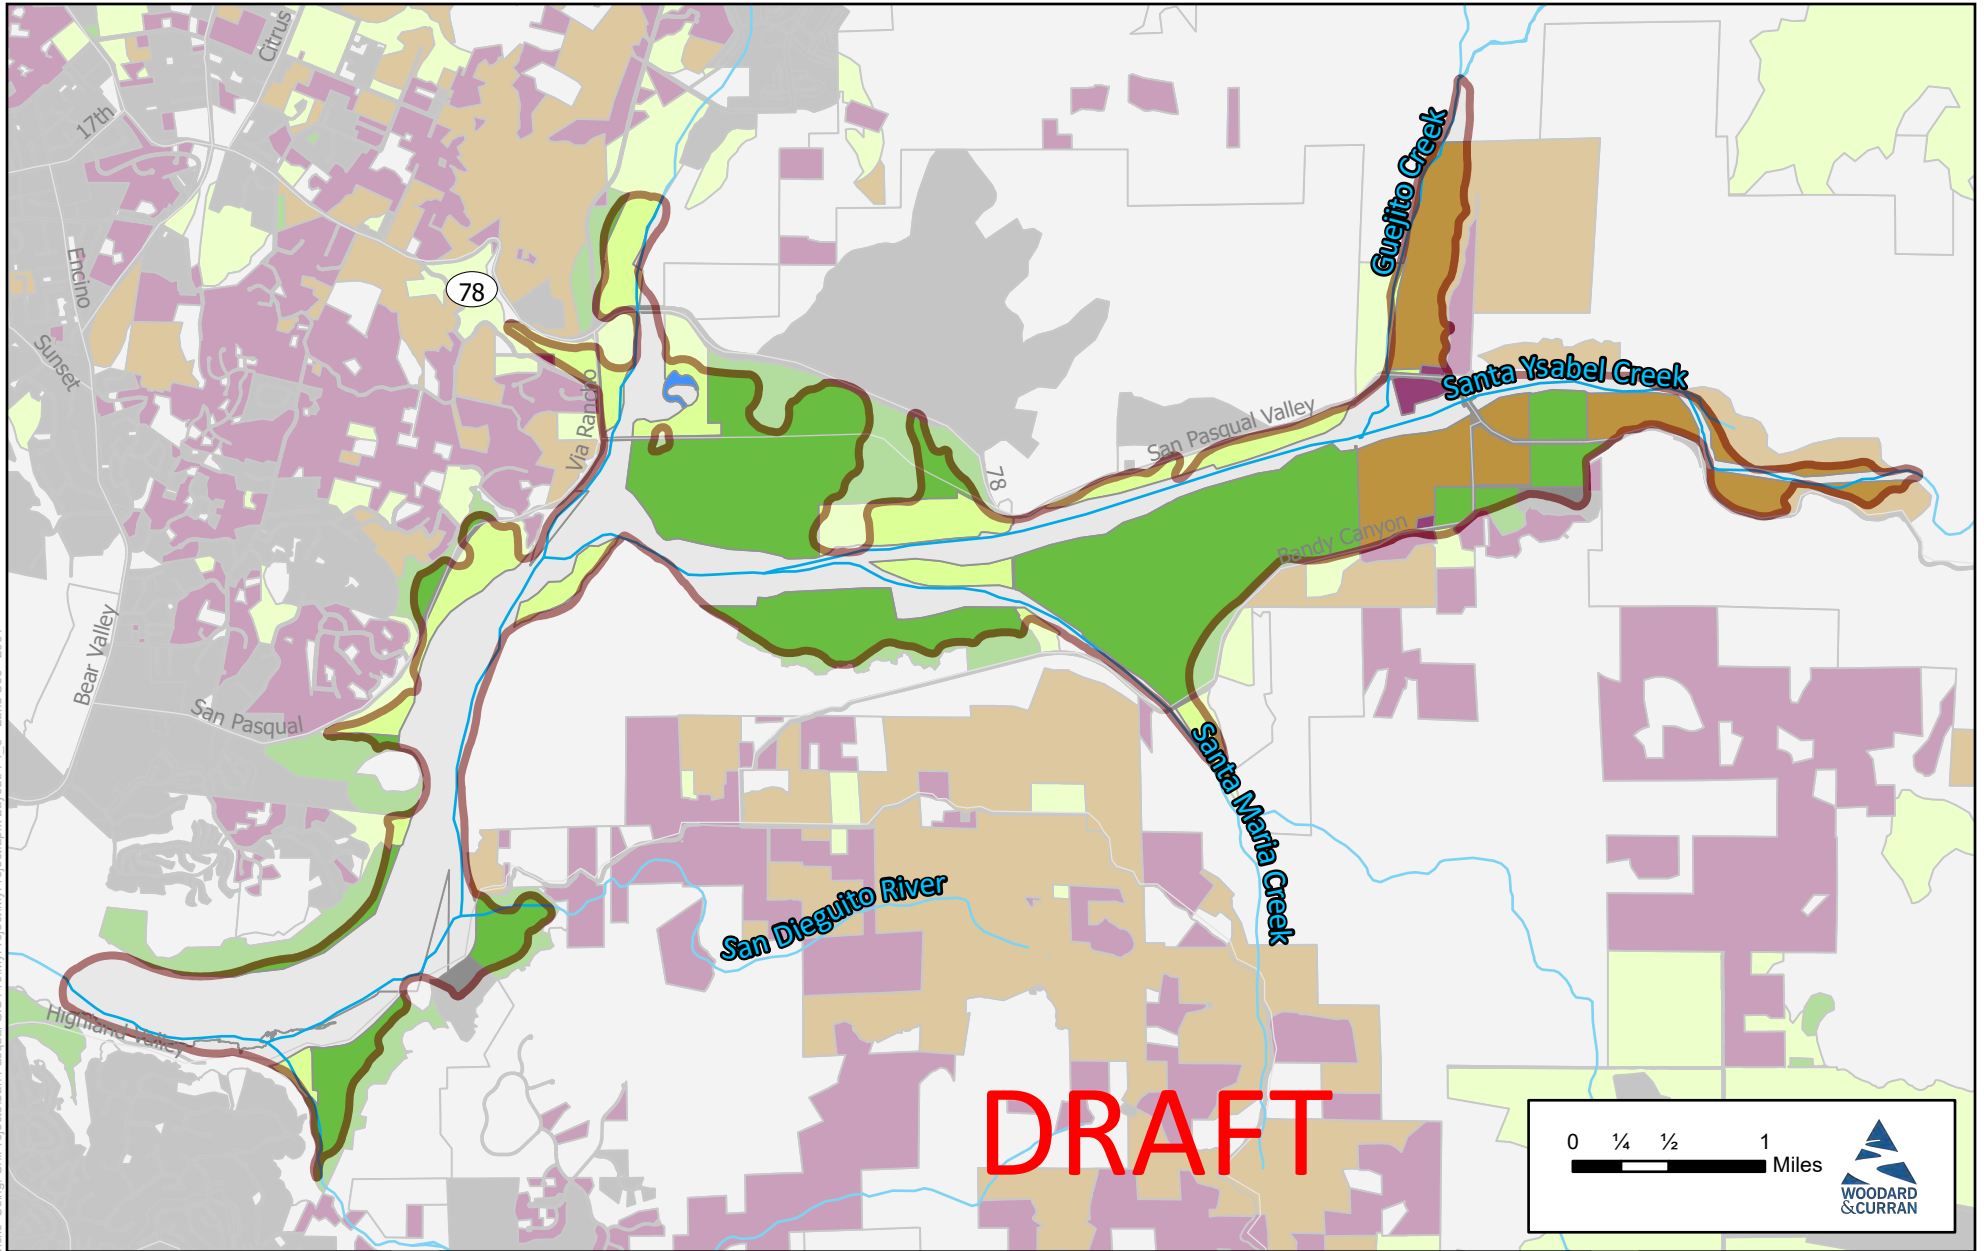 Citrus
17th
Encino
Sunset
78
Via Rancho
Bear Valley
San Pasqual
Highland Valley
78
San Pasqual Valley
Bandy Canyon
Guejito Creek
Santa Ysabel Creek
Santa Maria Creek
San Dieguito River
DRAFT
0 ¼ ½ 1
Miles
WOODARD
&CURRAN